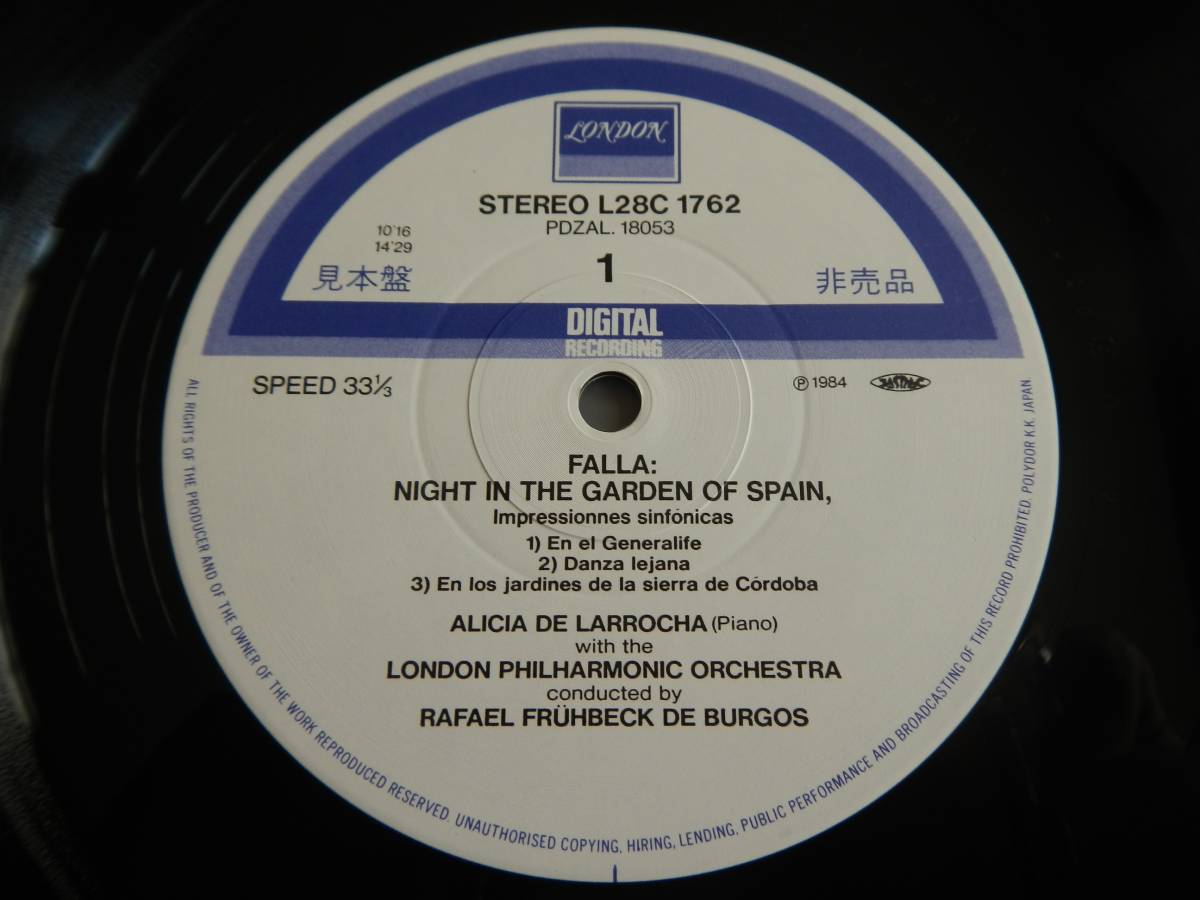 LONDON
STEREO L28C 1762
PDZAL. 18053
10'16
14'29
1
見本盤
非売品
DIGITAL
RECORDING
SPEED 33⅓
℗ 1984
JASRAC
FALLA:
NIGHT IN THE GARDEN OF SPAIN,
Impressionnes sinfónicas
1) En el Generalife
2) Danza lejana
3) En los jardines de la sierra de Córdoba
ALICIA DE LARROCHA (Piano)
with the
LONDON PHILHARMONIC ORCHESTRA
conducted by
RAFAEL FRÜHBECK DE BURGOS
ALL RIGHTS OF THE PRODUCER AND OF THE OWNER OF THE WORK REPRODUCED RESERVED. UNAUTHORISED COPYING, HIRING, LENDING, PUBLIC PERFORMANCE AND BROADCASTING OF THIS RECORD PROHIBITED. POLYDOR K.K. JAPAN